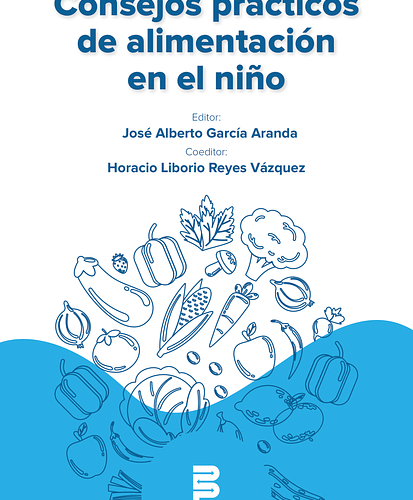 Consejos prácticos
de alimentación
en el niño
Editor:
José Alberto García Aranda
Coeditor:
Horacio Liborio Reyes Vázquez